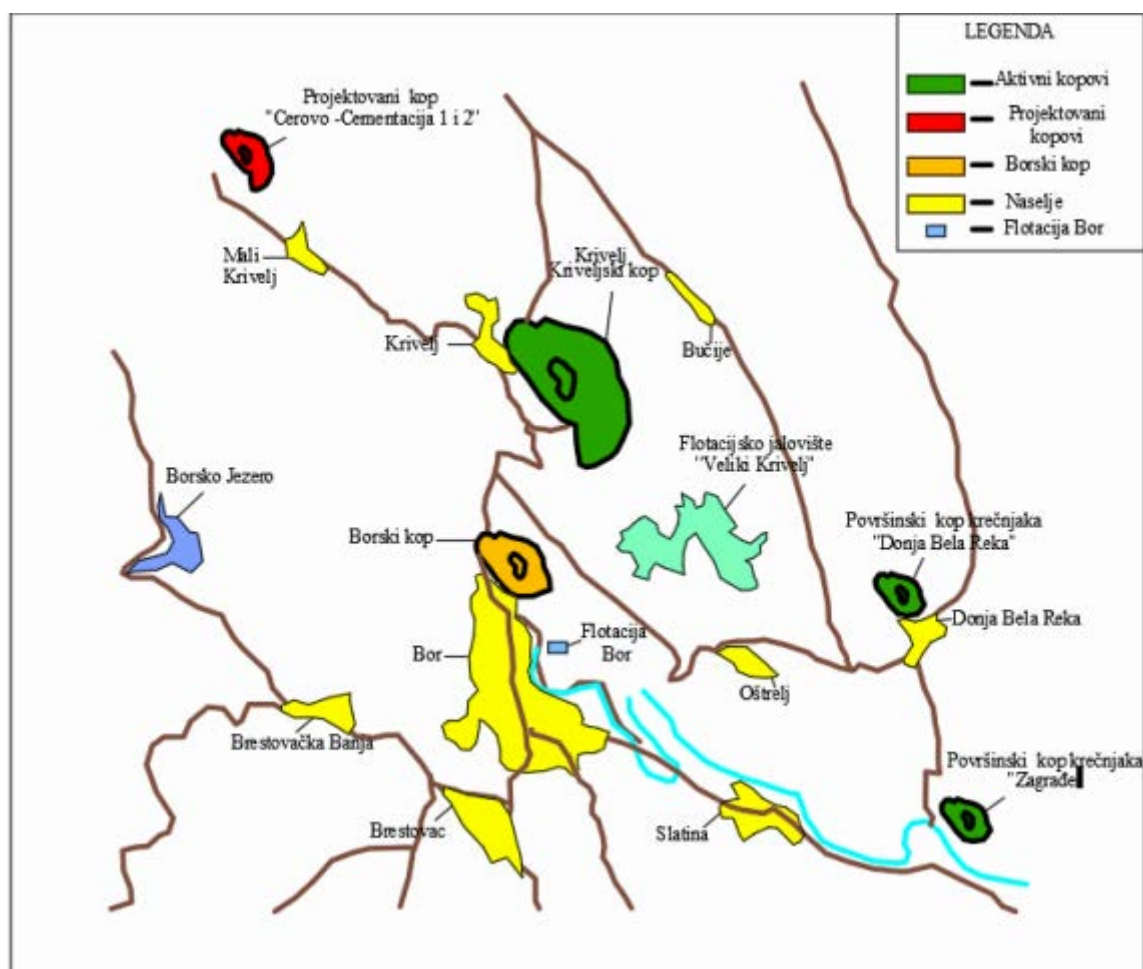 LEGENDA
Aktivni kopovi
Projektovani
kopovi
Borski kop
Naselje
Flotacija Bor
Projektovani kop
"Cerovo -Cementacija 1 i 2"
Mali
Krivelj
Krivelj
Kriveljski kop
Krivelj
Bučije
Flotacijsko jalovište
"Veliki Krivelj"
Borsko Jezero
Borski kop
Površinski kop krečnjaka
"Donja Bela Reka"
Donja Bela Reka
Bor
Flotacija
Bor
Oštrelj
Brestovačka Banja
Površinski kop krečnjaka
"Zagrađe
Brestovac
Slatina